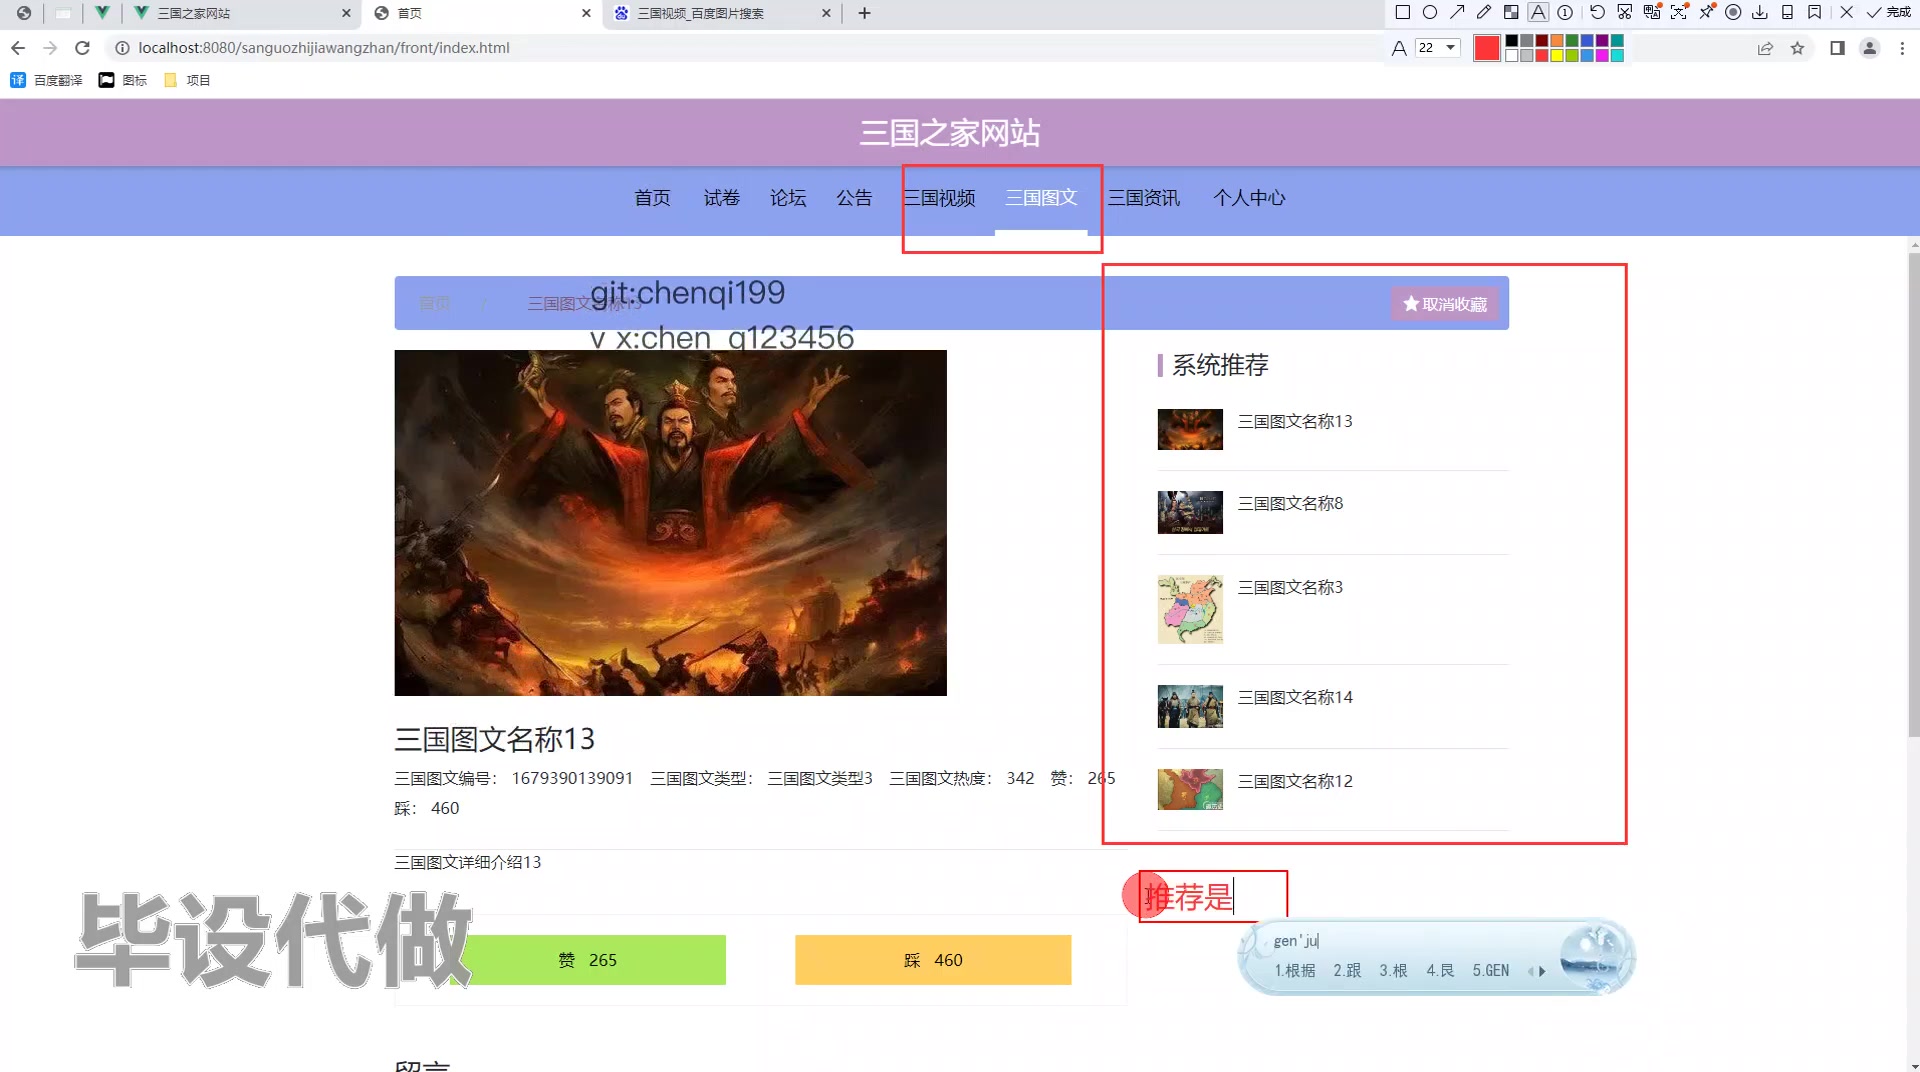 三国之家网站
首页
三国视频_百度图片搜索
完成
localhost:8080/sanguozhijiawangzhan/front/index.html
A 22
百度翻译 图标 项目
三国之家网站
首页 试卷 论坛 公告 三国视频 三国图文 三国资讯 个人中心
git:chenqi199
首页 / 三国图文名称13
取消收藏
v x:chen_q123456
系统推荐
三国图文名称13
三国图文名称8
三国图文名称3
三国图文名称14
三国图文名称12
三国图文名称13
三国图文编号： 1679390139091 三国图文类型： 三国图文类型3 三国图文热度： 342 赞： 265
踩： 460
三国图文详细介绍13
推荐是
gen'ju
1.根据 2.跟 3.根 4.艮 5.GEN
毕设代做
赞 265
踩 460
留言